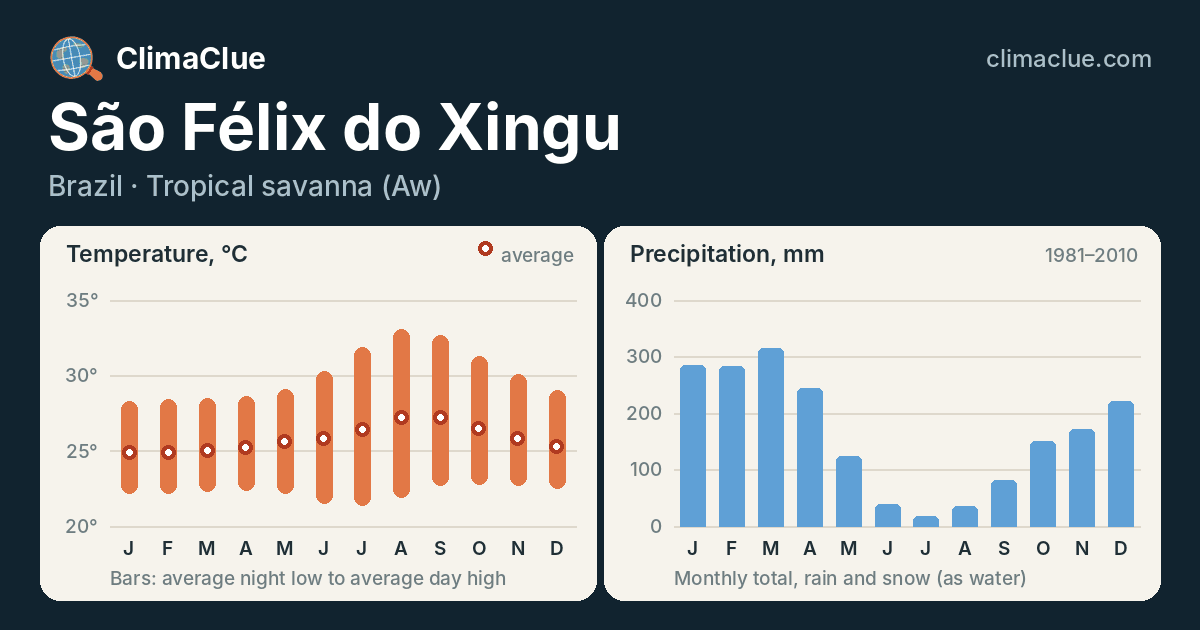 ClimaClue
climaclue.com
São Félix do Xingu
Brazil · Tropical savanna (Aw)
Temperature, °C
average
35°
30°
25°
20°
J F M A M J J A S O N D
Bars: average night low to average day high
Precipitation, mm
1981–2010
400
300
200
100
0
J F M A M J J A S O N D
Monthly total, rain and snow (as water)